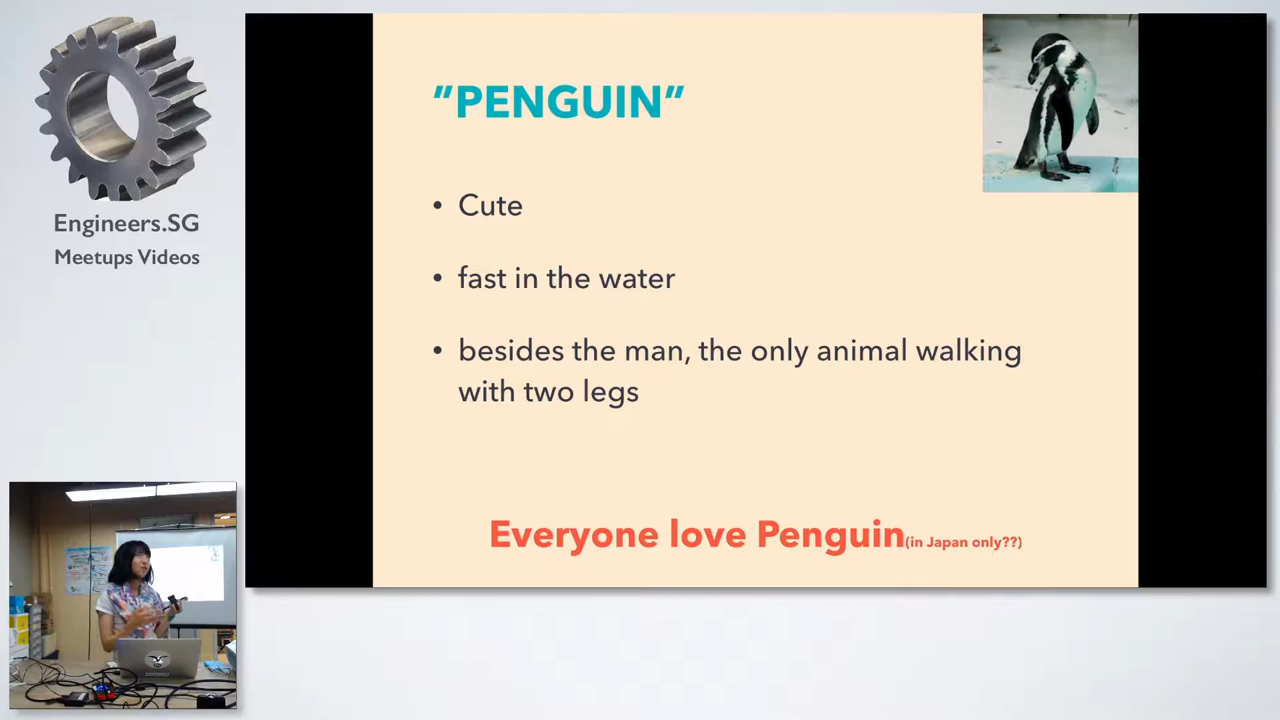 Engineers.SG
Meetups Videos
"PENGUIN"
• Cute
• fast in the water
• besides the man, the only animal walking
with two legs
Everyone love Penguin(in Japan only??)